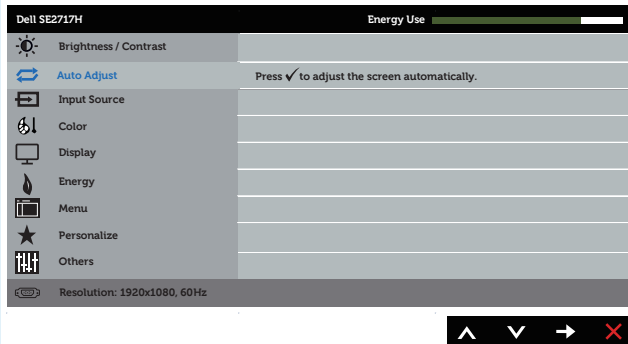 Dell SE2717H Energy Use
Brightness / Contrast
Auto Adjust Press ✓ to adjust the screen automatically.
Input Source
Color
Display
Energy
Menu
Personalize
Others
Resolution: 1920x1080, 60Hz